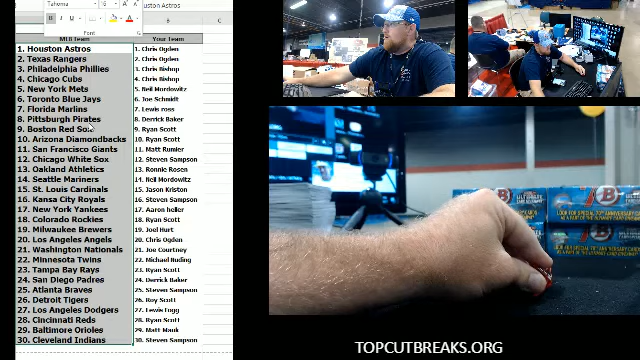 Tahoma
Font
Houston Astros
B
C
MLB Team Your Team
1. Houston Astros 1. Chris Ogden
2. Texas Rangers 2. Chris Ogden
3. Philadelphia Phillies 3. Chris Bishop
4. Chicago Cubs 4. Chris Bishop
5. New York Mets 5. Neil Mordowitz
6. Toronto Blue Jays 6. Joe Schmidt
7. Florida Marlins 7. Lewis ross
8. Pittsburgh Pirates 8. Derrick Baker
9. Boston Red Sox 9. Ryan Scott
10. Arizona Diamondbacks 10. Ryan Scott
11. San Francisco Giants 11. Matt Rumier
12. Chicago White Sox 12. Steven Sampson
13. Oakland Athletics 13. Ronnie Rosen
14. Seattle Mariners 14. Neil Mordowitz
15. St. Louis Cardinals 15. Jason Kriston
16. Kansa City Royals 16. Steven Sampson
17. New York Yankees 17. Aaron heller
18. Colorado Rockies 18. Ryan Scott
19. Milwaukee Brewers 19. Joel Hurt
20. Los Angeles Angels 20. Chris Ogden
21. Washington Nationals 21. Joe Courtney
22. Minnesota Twins 22. Michael Nuding
23. Tampa Bay Rays 23. Ryan Scott
24. San Diego Padres 24. Derrick Baker
25. Atlanta Braves 25. Steven Sampson
26. Detroit Tigers 26. Roy Scott
27. Los Angeles Dodgers 27. Lewis Fogg
28. Cincinnati Reds 28. Ryan Scott
29. Baltimore Orioles 29. Matt Mauk
30. Cleveland Indians 30. Steven Sampson
TOPCUTBREAKS.ORG